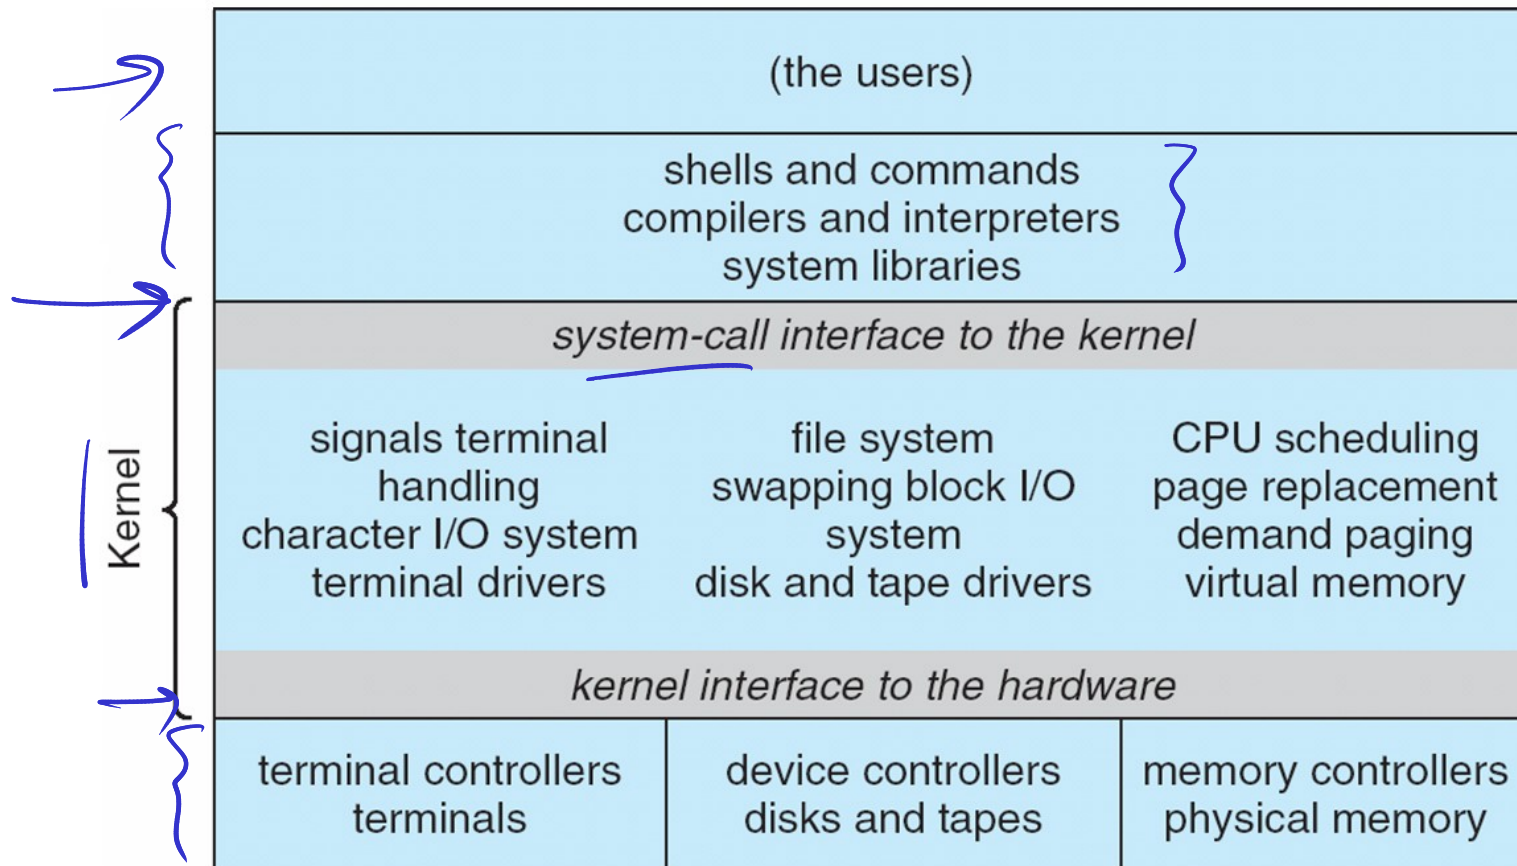 (the users)
shells and commands
compilers and interpreters
system libraries
system-call interface to the kernel
Kernel
signals terminal
handling
character I/O system
terminal drivers
file system
swapping block I/O
system
disk and tape drivers
CPU scheduling
page replacement
demand paging
virtual memory
kernel interface to the hardware
terminal controllers
terminals
device controllers
disks and tapes
memory controllers
physical memory